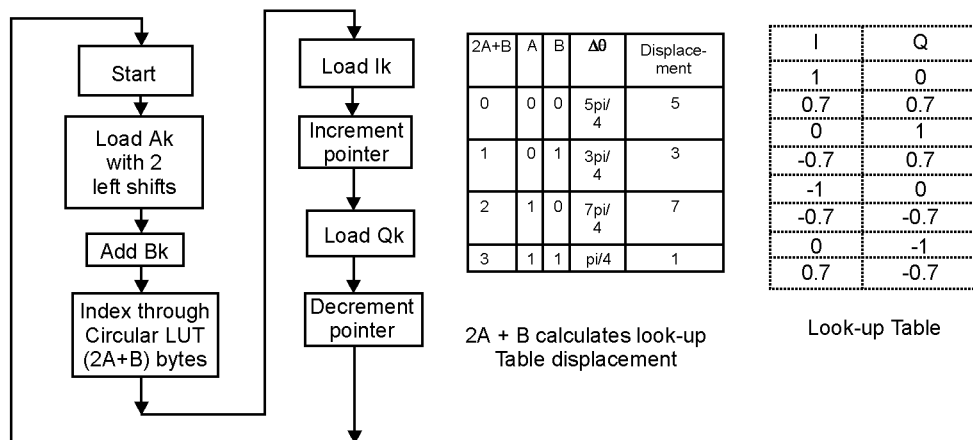 Start
Load Ak
with 2
left shifts
Add Bk
Index through
Circular LUT
(2A+B) bytes
Load Ik
Increment
pointer
Load Qk
Decrement
pointer
2A+B A B Δθ Displace-
ment
0 0 0 5pi/
4 5
1 0 1 3pi/
4 3
2 1 0 7pi/
4 7
3 1 1 pi/4 1
2A + B calculates look-up
Table displacement
I Q
1 0
0.7 0.7
0 1
-0.7 0.7
-1 0
-0.7 -0.7
0 -1
0.7 -0.7
Look-up Table